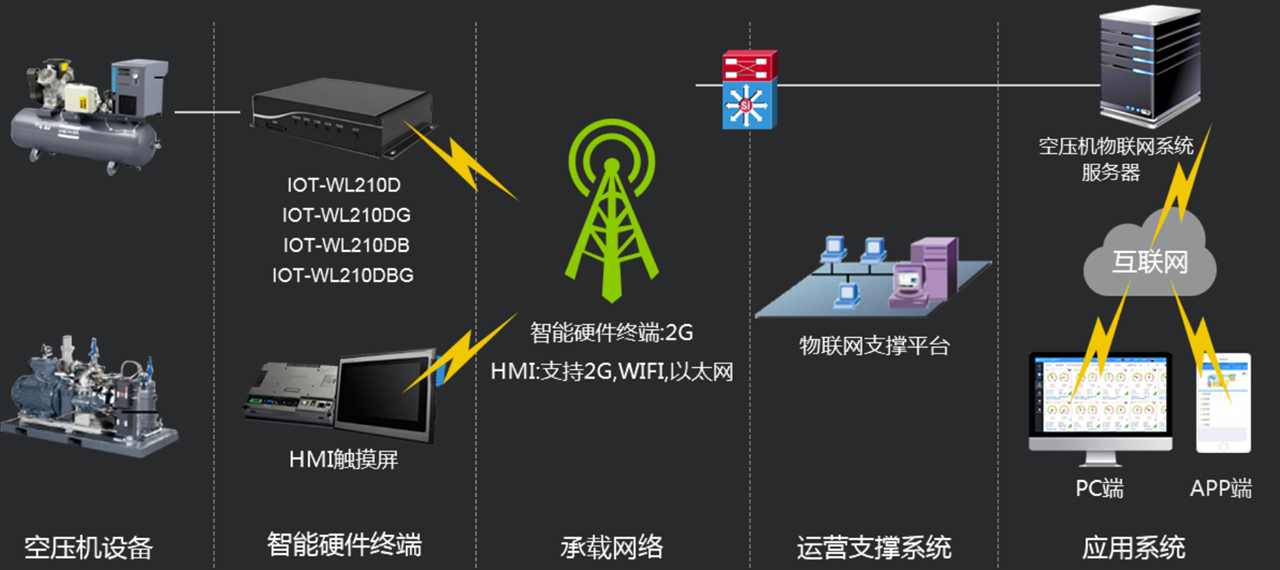 SI
空压机物联网系统
服务器
IOT-WL210D
IOT-WL210DG
IOT-WL210DB
IOT-WL210DBG
互联网
智能硬件终端:2G
HMI:支持2G,WIFI,以太网
物联网支撑平台
HMI触摸屏
PC端
APP端
空压机设备
智能硬件终端
承载网络
运营支撑系统
应用系统